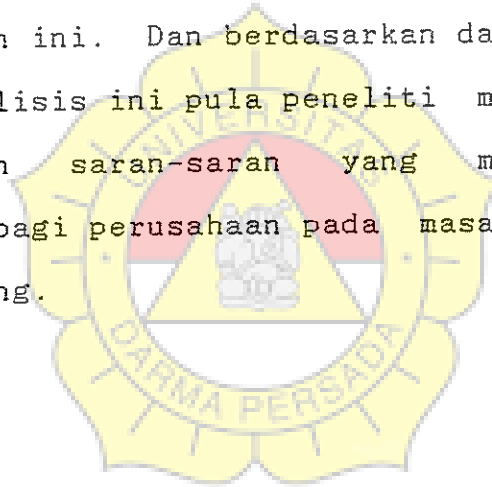 n ini. Dan berdasarkan da
lisis ini pula peneliti m
n saran-saran yang m
bagi perusahaan pada masa
ng.
UNIVERSITAS
DARMA PERSADA